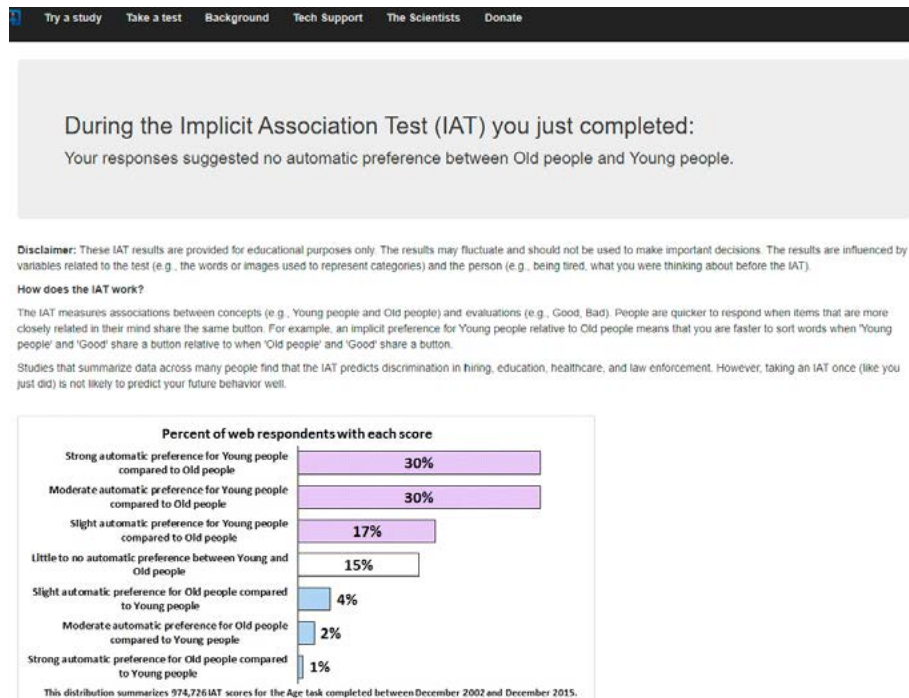 Try a study Take a test Background Tech Support The Scientists Donate
During the Implicit Association Test (IAT) you just completed:
Your responses suggested no automatic preference between Old people and Young people.
Disclaimer: These IAT results are provided for educational purposes only. The results may fluctuate and should not be used to make important decisions. The results are influenced by
variables related to the test (e.g., the words or images used to represent categories) and the person (e.g., being tired, what you were thinking about before the IAT).
How does the IAT work?
The IAT measures associations between concepts (e.g., Young people and Old people) and evaluations (e.g., Good, Bad). People are quicker to respond when items that are more
closely related in their mind share the same button. For example, an implicit preference for Young people relative to Old people means that you are faster to sort words when 'Young
people' and 'Good' share a button relative to when 'Old people' and 'Good' share a button.
Studies that summarize data across many people find that the IAT predicts discrimination in hiring, education, healthcare, and law enforcement. However, taking an IAT once (like you
just did) is not likely to predict your future behavior well.
Percent of web respondents with each score
Strong automatic preference for Young people
compared to Old people
30%
Moderate automatic preference for Young people
compared to Old people
30%
Slight automatic preference for Young people
compared to Old people
17%
Little to no automatic preference between Young and
Old people
15%
Slight automatic preference for Old people compared
to Young people
4%
Moderate automatic preference for Old people
compared to Young people
2%
Strong automatic preference for Old people compared
to Young people
1%
This distribution summarizes 974,726 IAT scores for the Age task completed between December 2002 and December 2015.